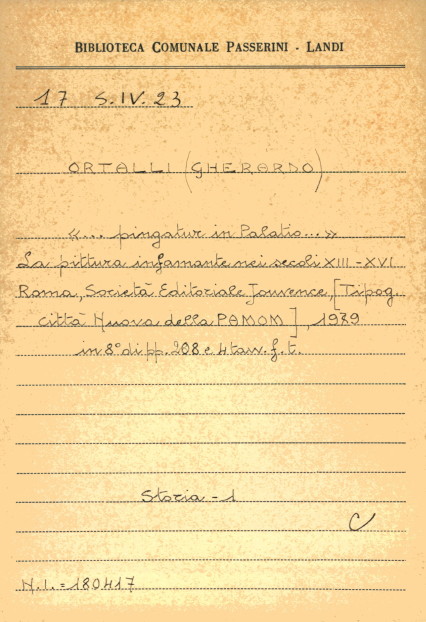 BIBLIOTECA COMUNALE PASSERINI - LANDI
17 S.IV.23
ORTALLI (GHERARDO)
«... pingatur in Palatio...»
La pittura infamante nei secoli XIII - XVI
Roma, Società Editoriale Jouvence, [Tipog.
città Nuova della PAMOM], 1979
in 8° di pp. 208 e 4 tav. f. t.
Storia - 1
C
N.I. = 180417